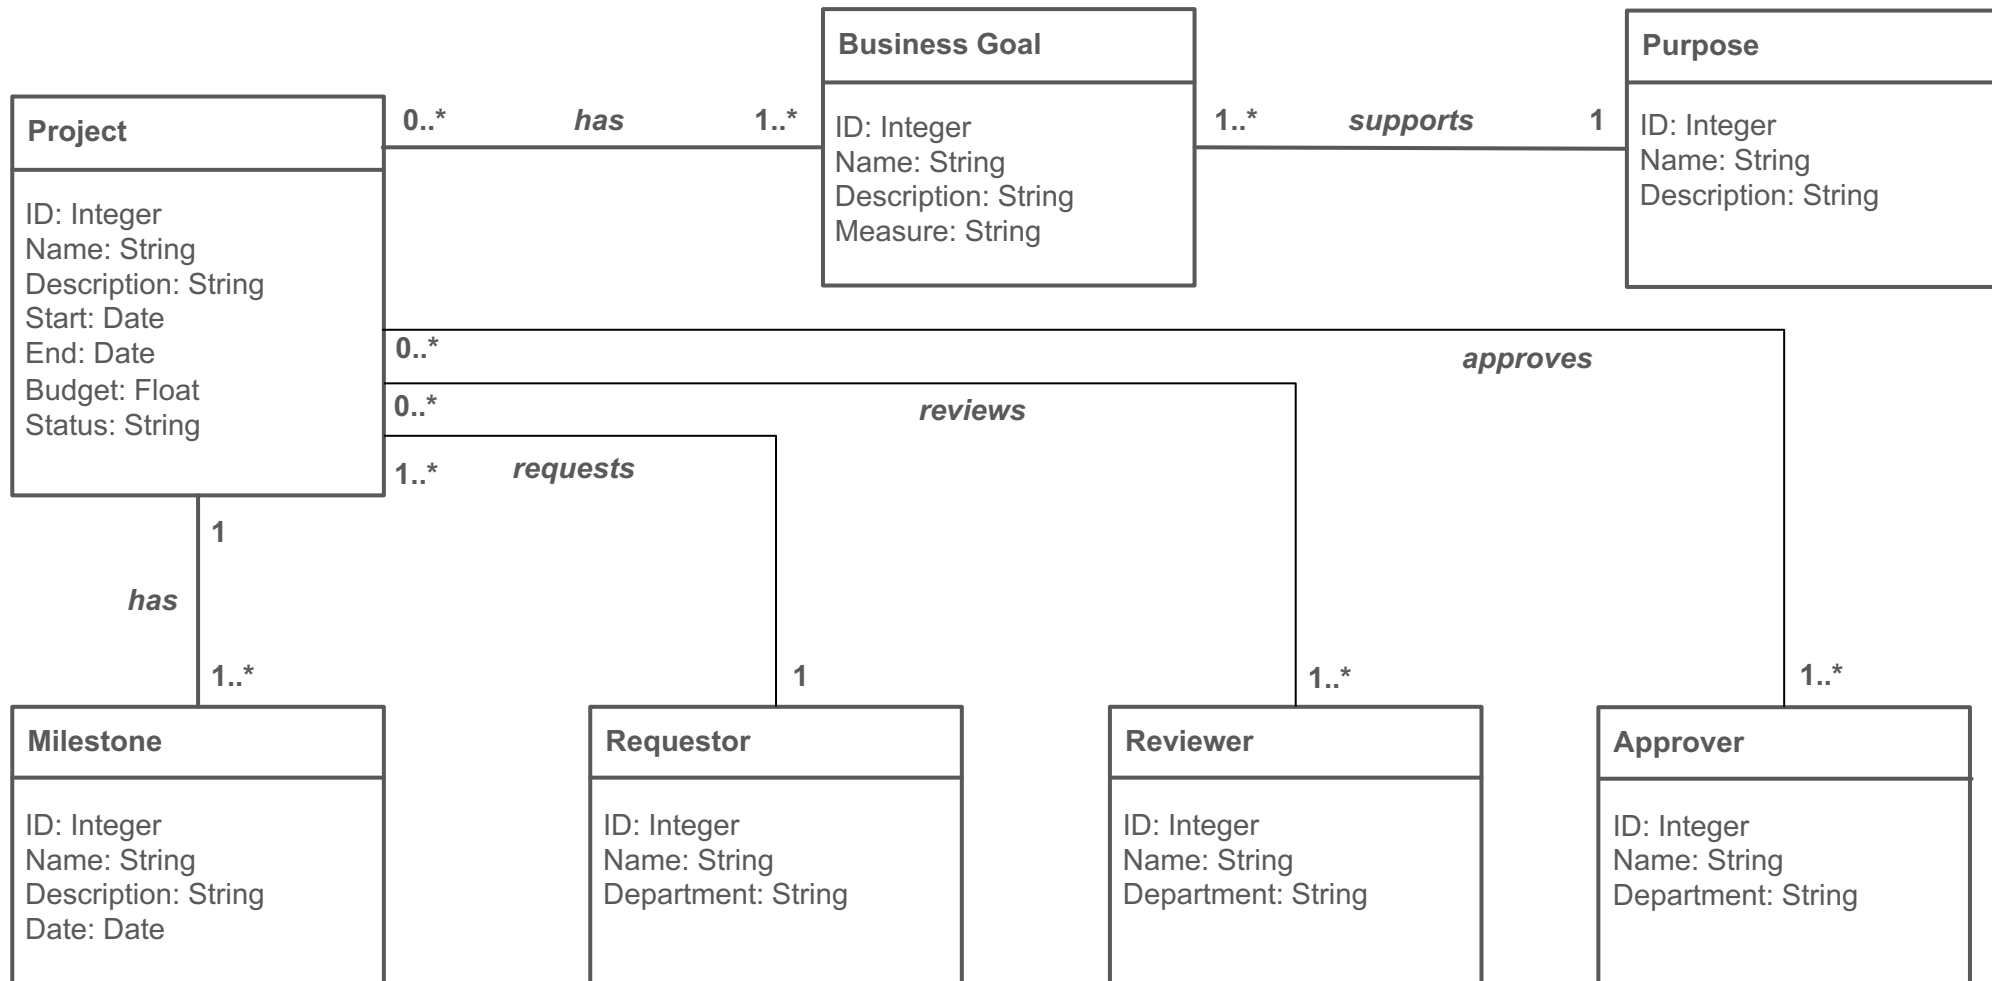 Business Goal
ID: Integer
Name: String
Description: String
Measure: String
Purpose
ID: Integer
Name: String
Description: String
Project
ID: Integer
Name: String
Description: String
Start: Date
End: Date
Budget: Float
Status: String
0..* has 1..*
1..* supports 1
0..*
approves
0..*
reviews
1..*
requests
1
has
1..*
1
1..*
1..*
Milestone
ID: Integer
Name: String
Description: String
Date: Date
Requestor
ID: Integer
Name: String
Department: String
Reviewer
ID: Integer
Name: String
Department: String
Approver
ID: Integer
Name: String
Department: String